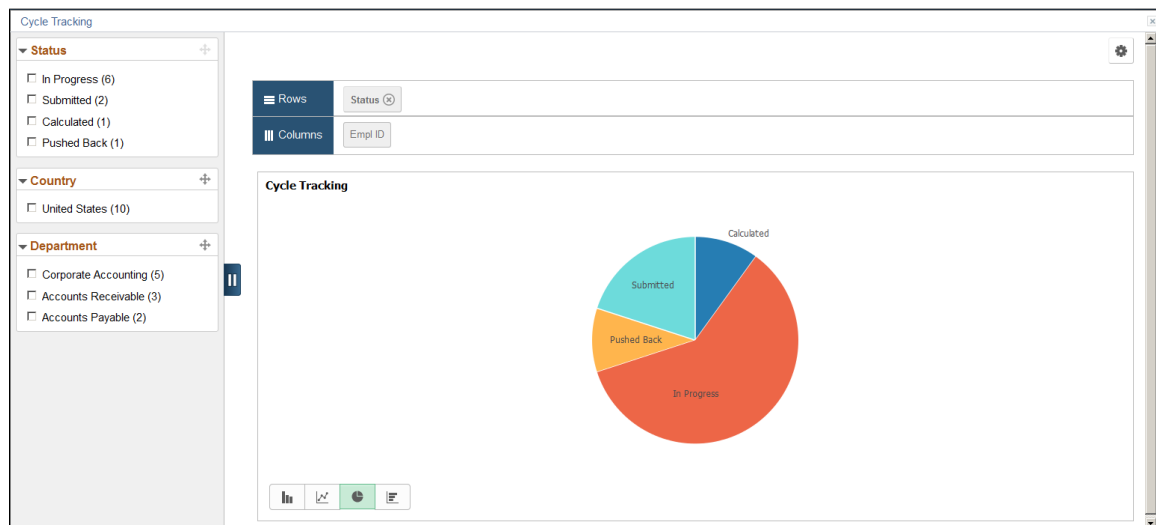 Cycle Tracking
Status
In Progress (6)
Submitted (2)
Calculated (1)
Pushed Back (1)
Country
United States (10)
Department
Corporate Accounting (5)
Accounts Receivable (3)
Accounts Payable (2)
Rows
Status
Columns
Empl ID
Cycle Tracking
Calculated
Submitted
Pushed Back
In Progress